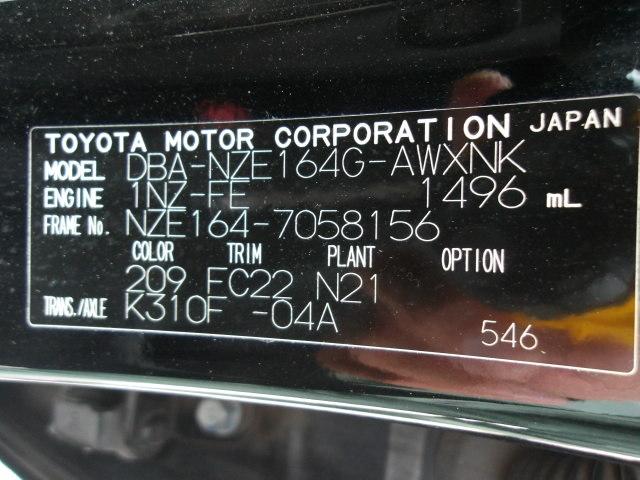 TOYOTA MOTOR CORPORATION JAPAN
MODEL DBA-NZE164G-AWXNK
ENGINE 1NZ-FE 1496 mL
FRAME No. NZE164-7058156
COLOR TRIM PLANT OPTION
209 FC22 N21
TRANS./AXLE K310F -04A
546